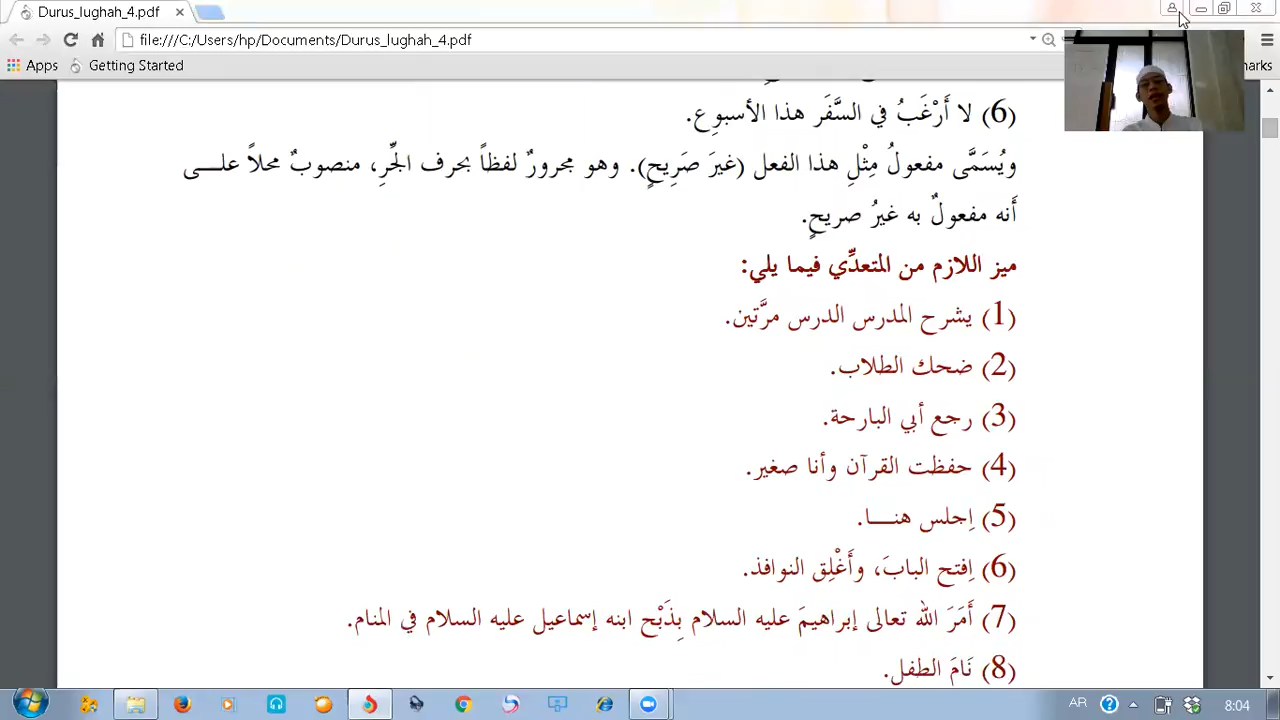 Durus_lughah_4.pdf
file:///C:/Users/hp/Documents/Durus_lughah_4.pdf
Apps
Getting Started
(6) لا أَرْغَبُ في السَّفَر هذا الأسبوعِ.
ويُسَمَّى مفعولُ مِثْلِ هذا الفعل (غيرَ صَرِيحٍ). وهو مجرورٌ لفظاً بحرف الجَّرِ، منصوبٌ محلاً علـــى
أَنه مفعولٌ به غيرُ صريحٍ.
ميز اللازم من المتعدِّي فيما يلي:
(1) يشرح المدرس الدرس مرَّتين.
(2) ضحك الطلاب.
(3) رجع أبي البارحة.
(4) حفظت القرآن وأنا صغير.
(5) اِجلس هنـــا.
(6) اِفتح البابَ، وأَغْلِق النوافذ.
(7) أَمَرَ الله تعالى إبراهيمَ عليه السلام بِذَبْح ابنه إسماعيل عليه السلام في المنام.
(8) نَامَ الطفل.
AR
8:04